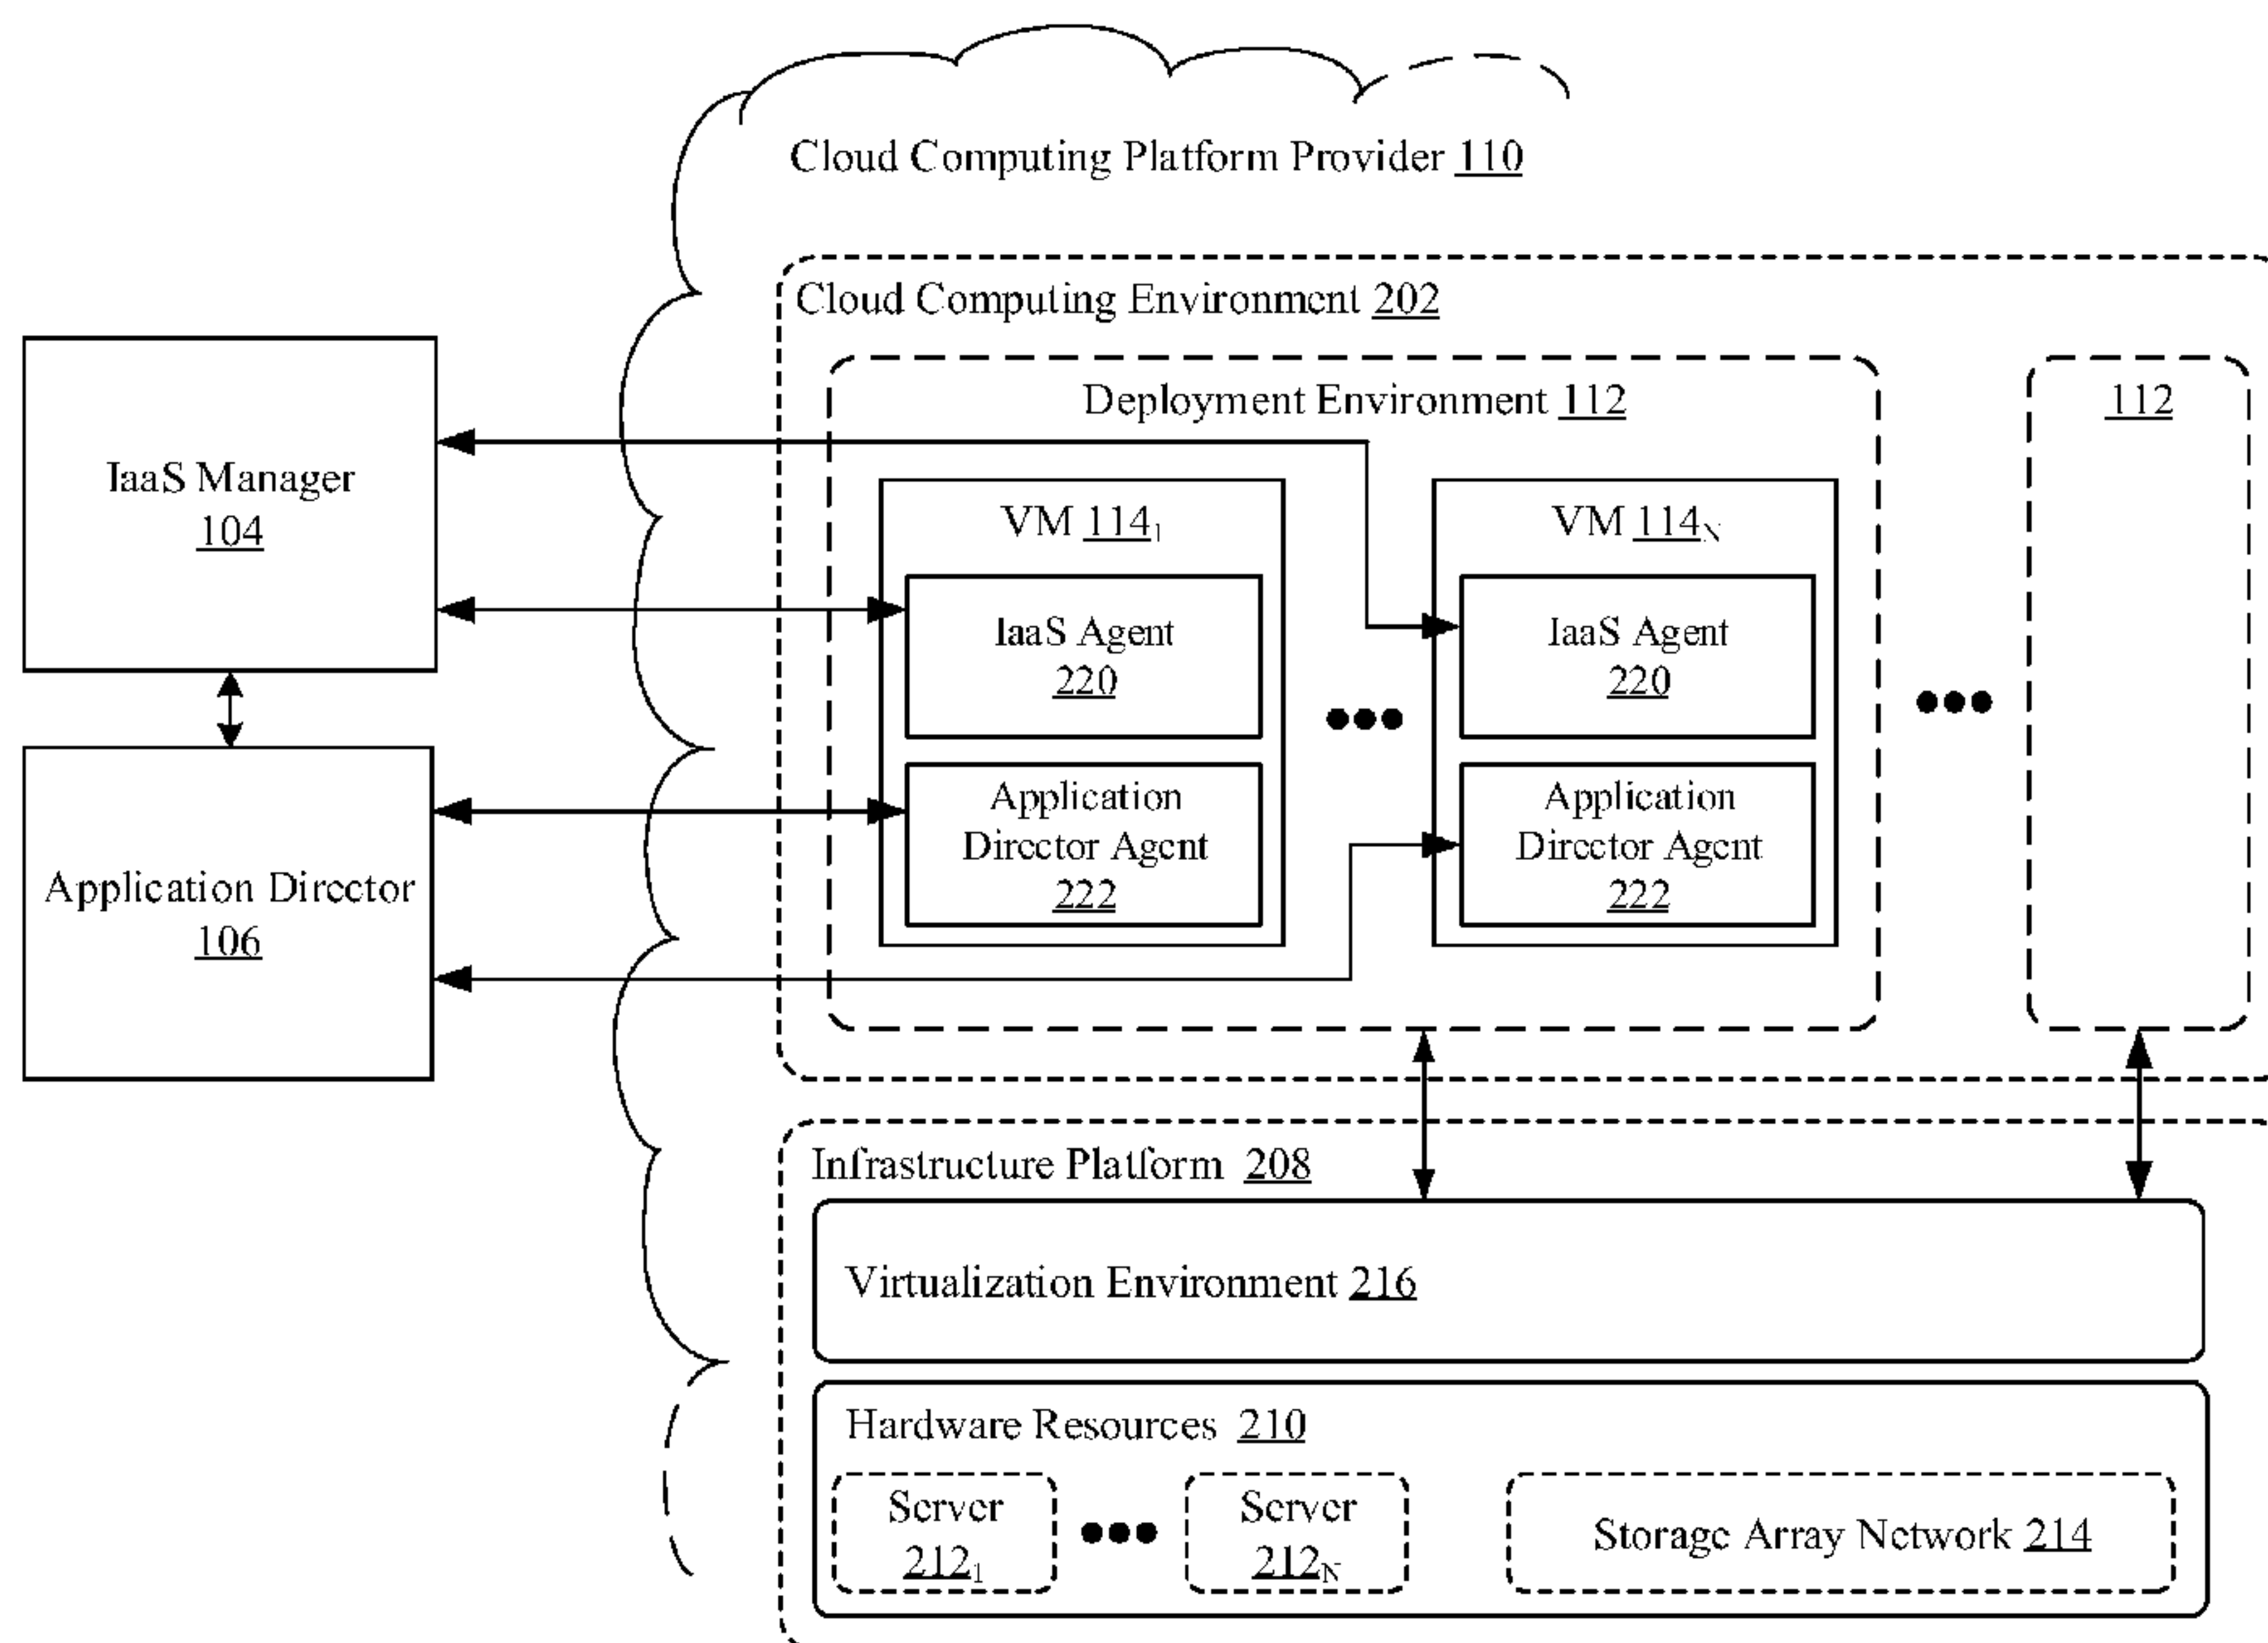 Cloud Computing Platform Provider 110
Cloud Computing Environment 202
Deployment Environment 112
112
IaaS Manager
104
VM 114₁
VM 114ₙ
IaaS Agent
220
IaaS Agent
220
Application
Director Agent
222
Application
Director Agent
222
Application Director
106
Infrastructure Platform 208
Virtualization Environment 216
Hardware Resources 210
Server
212₁
Server
212ₙ
Storage Array Network 214